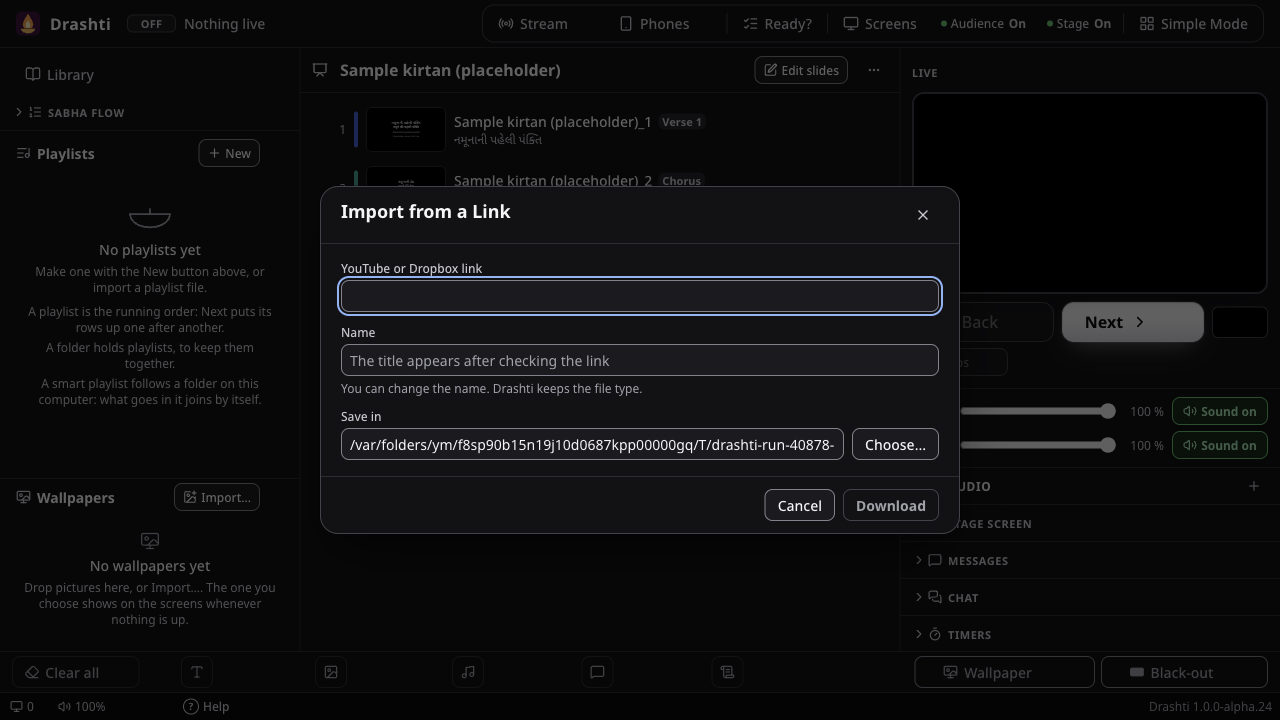 Drashti
OFF
Nothing live
Stream
Phones
Ready?
Screens
Audience On
Stage On
Simple Mode
Library
SABHA FLOW
Playlists
New
No playlists yet
Make one with the New button above, or
import a playlist file.
A playlist is the running order: Next puts its
rows up one after another.
A folder holds playlists, to keep them
together.
A smart playlist follows a folder on this
computer: what goes in it joins by itself.
Wallpapers
Import...
No wallpapers yet
Drop pictures here, or Import.... The one you
choose shows on the screens whenever
nothing is up.
Sample kirtan (placeholder)
Edit slides
1
Sample kirtan (placeholder)_1
Verse 1
નમૂનાની પહેલી પંક્તિ
Sample kirtan (placeholder)_2
Chorus
Import from a Link
YouTube or Dropbox link
Name
The title appears after checking the link
You can change the name. Drashti keeps the file type.
Save in
/var/folders/ym/f8sp90b15n19j10d0687kpp00000gq/T/drashti-run-40878-
Choose...
Cancel
Download
LIVE
Back
Next
100 %
Sound on
100 %
Sound on
UDIO
TAGE SCREEN
MESSAGES
CHAT
TIMERS
Clear all
Wallpaper
Black-out
0
100%
? Help
Drashti 1.0.0-alpha.24